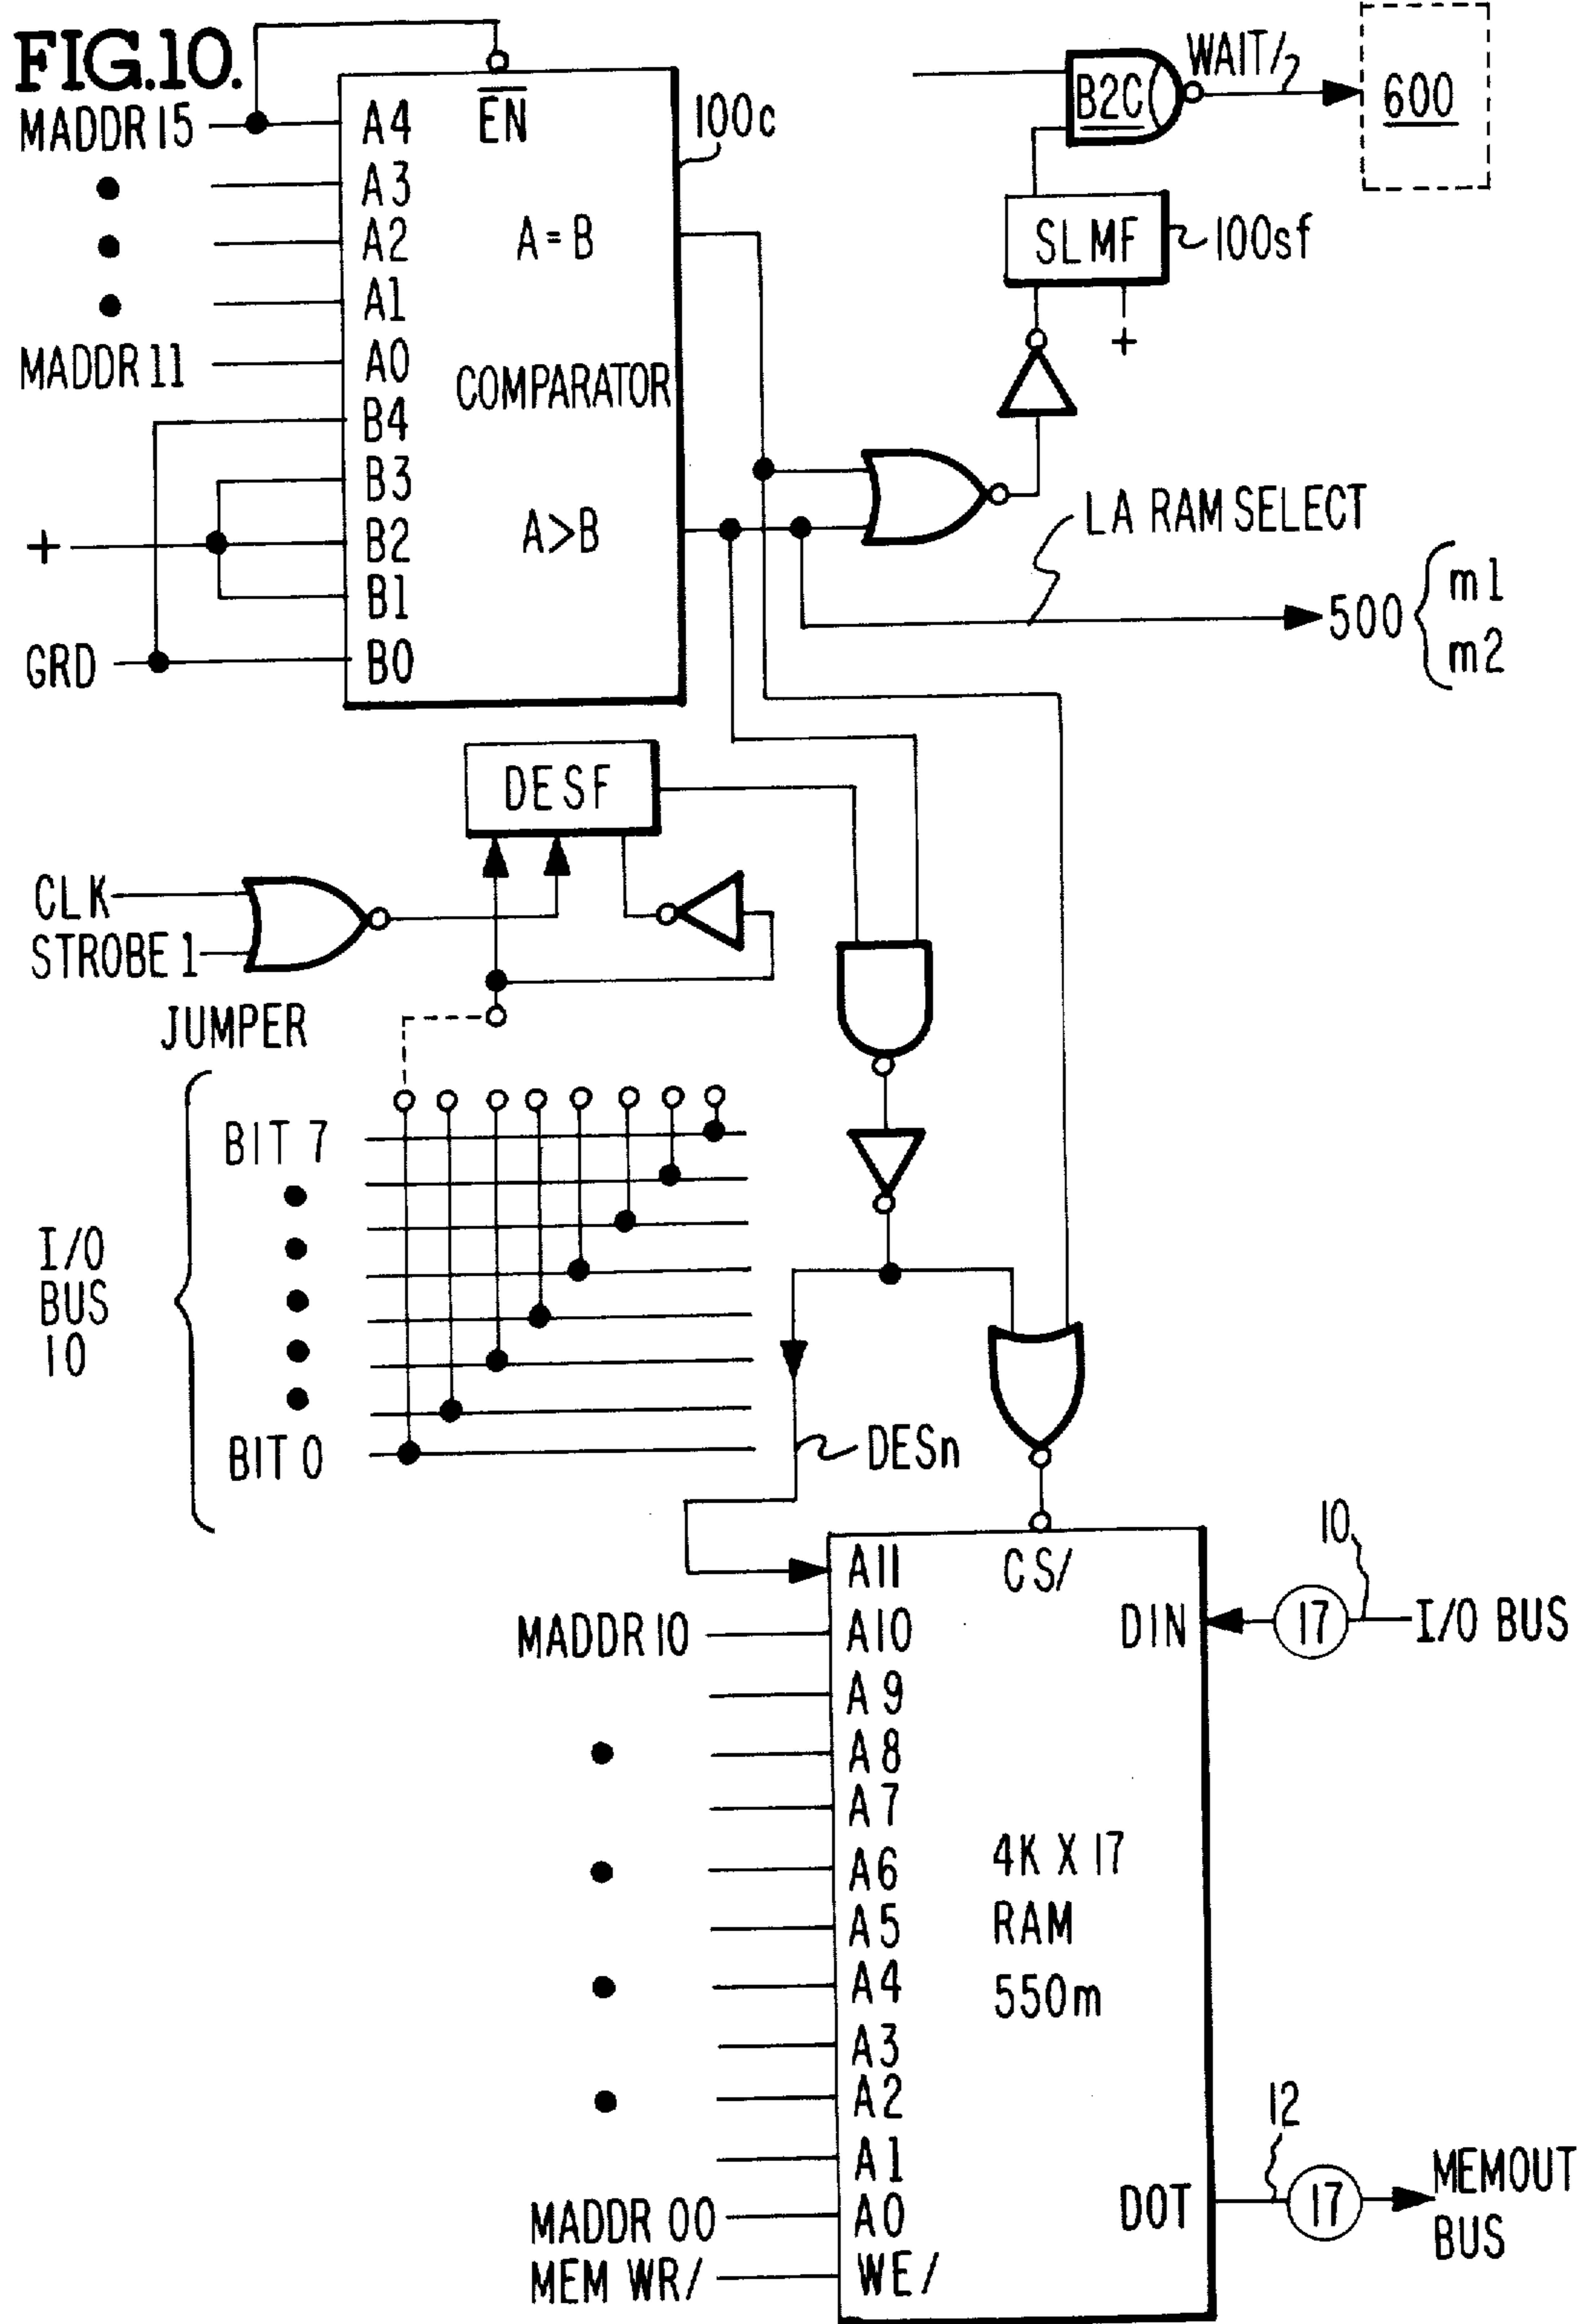 FIG.10.
MADDR 15
A4
EN
100c
A3
A2
A = B
A1
MADDR 11
A0
COMPARATOR
B4
B3
+
B2
A>B
B1
GRD
B0
B2C
WAIT/2
600
SLMF
100sf
+
LA RAM SELECT
500
m1
m2
DESF
CLK
STROBE 1
JUMPER
BIT 7
I/O
BUS
10
BIT 0
DESn
A11
CS/
10
MADDR 10
A10
DIN
17
I/O BUS
A9
A8
A7
A6
4K X 17
A5
RAM
A4
550m
A3
A2
A1
12
MADDR 00
A0
DOT
17
MEMOUT
BUS
MEM WR/
WE/